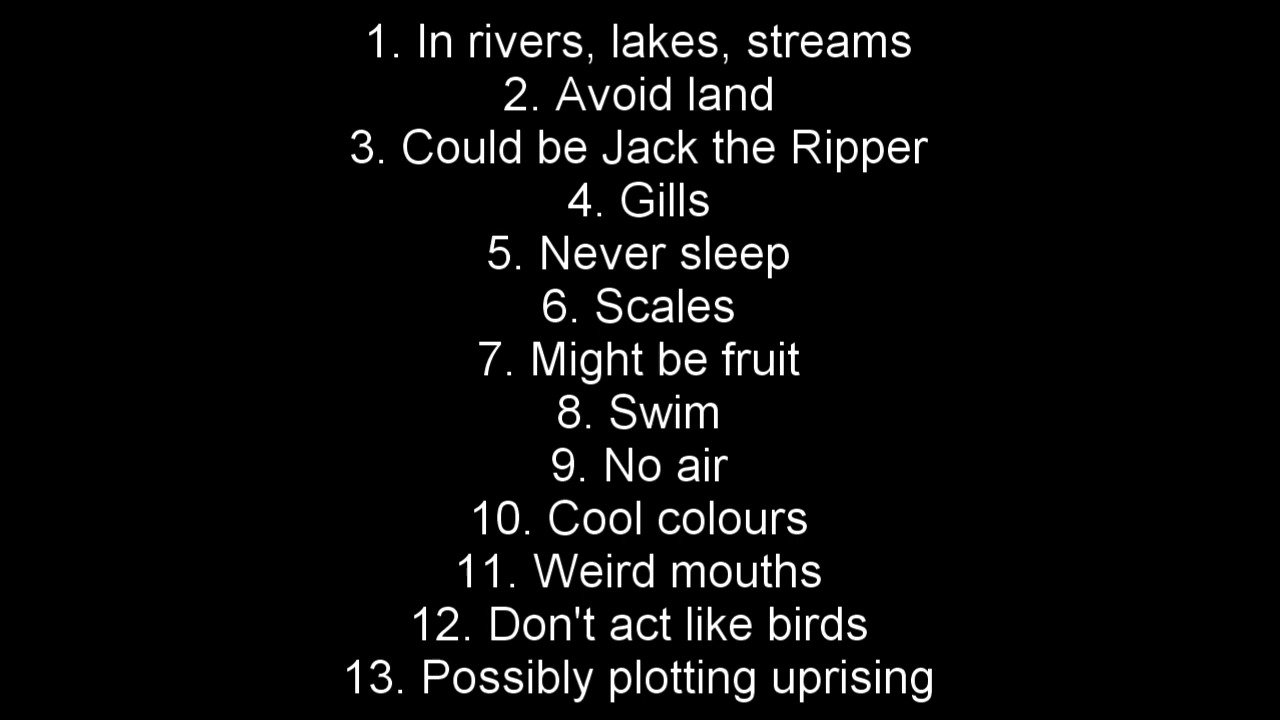 1. In rivers, lakes, streams
2. Avoid land
3. Could be Jack the Ripper
4. Gills
5. Never sleep
6. Scales
7. Might be fruit
8. Swim
9. No air
10. Cool colours
11. Weird mouths
12. Don't act like birds
13. Possibly plotting uprising